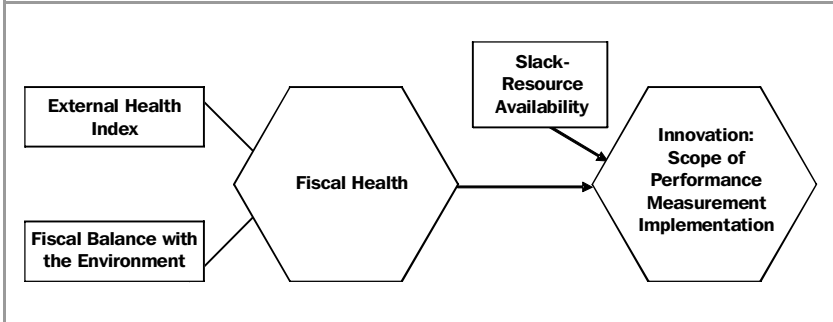 External Health
Index
Fiscal Balance with
the Environment
Fiscal Health
Slack-
Resource
Availability
Innovation:
Scope of
Performance
Measurement
Implementation